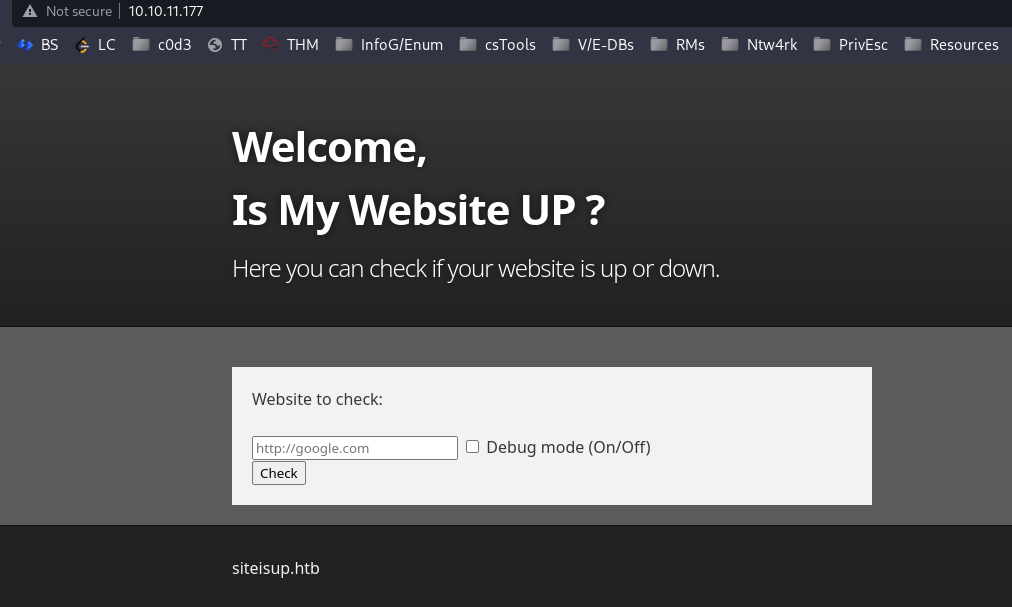 Not secure 10.10.11.177
BS LC c0d3 TT THM InfoG/Enum csTools V/E-DBs RMs Ntw4rk PrivEsc Resources
Welcome,
Is My Website UP ?
Here you can check if your website is up or down.
Website to check:
http://google.com Debug mode (On/Off)
Check
siteisup.htb